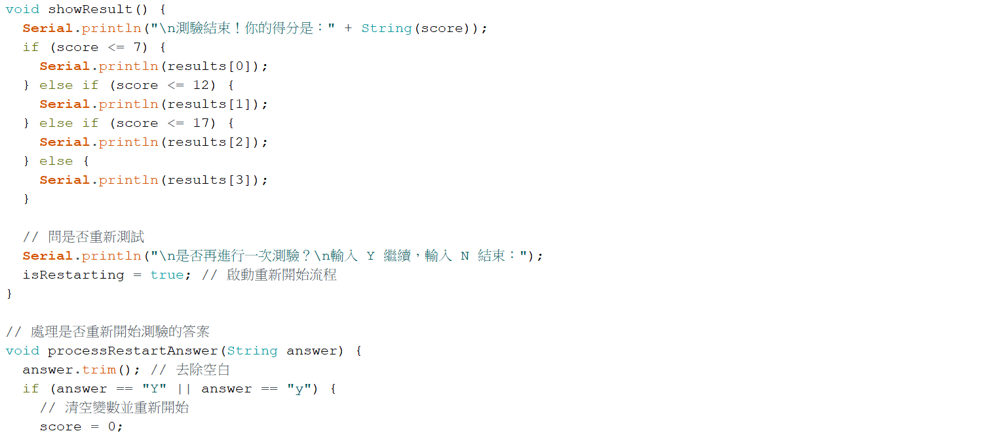 void showResult() {
  Serial.println("\n測驗結束！你的得分是：" + String(score));
  if (score <= 7) {
    Serial.println(results[0]);
  } else if (score <= 12) {
    Serial.println(results[1]);
  } else if (score <= 17) {
    Serial.println(results[2]);
  } else {
    Serial.println(results[3]);
  }

  // 問是否重新測試
  Serial.println("\n是否再進行一次測驗？\n輸入 Y 繼續，輸入 N 結束：");
  isRestarting = true; // 啟動重新開始流程
}

// 處理是否重新開始測驗的答案
void processRestartAnswer(String answer) {
  answer.trim(); // 去除空白
  if (answer == "Y" || answer == "y") {
    // 清空變數並重新開始
    score = 0;